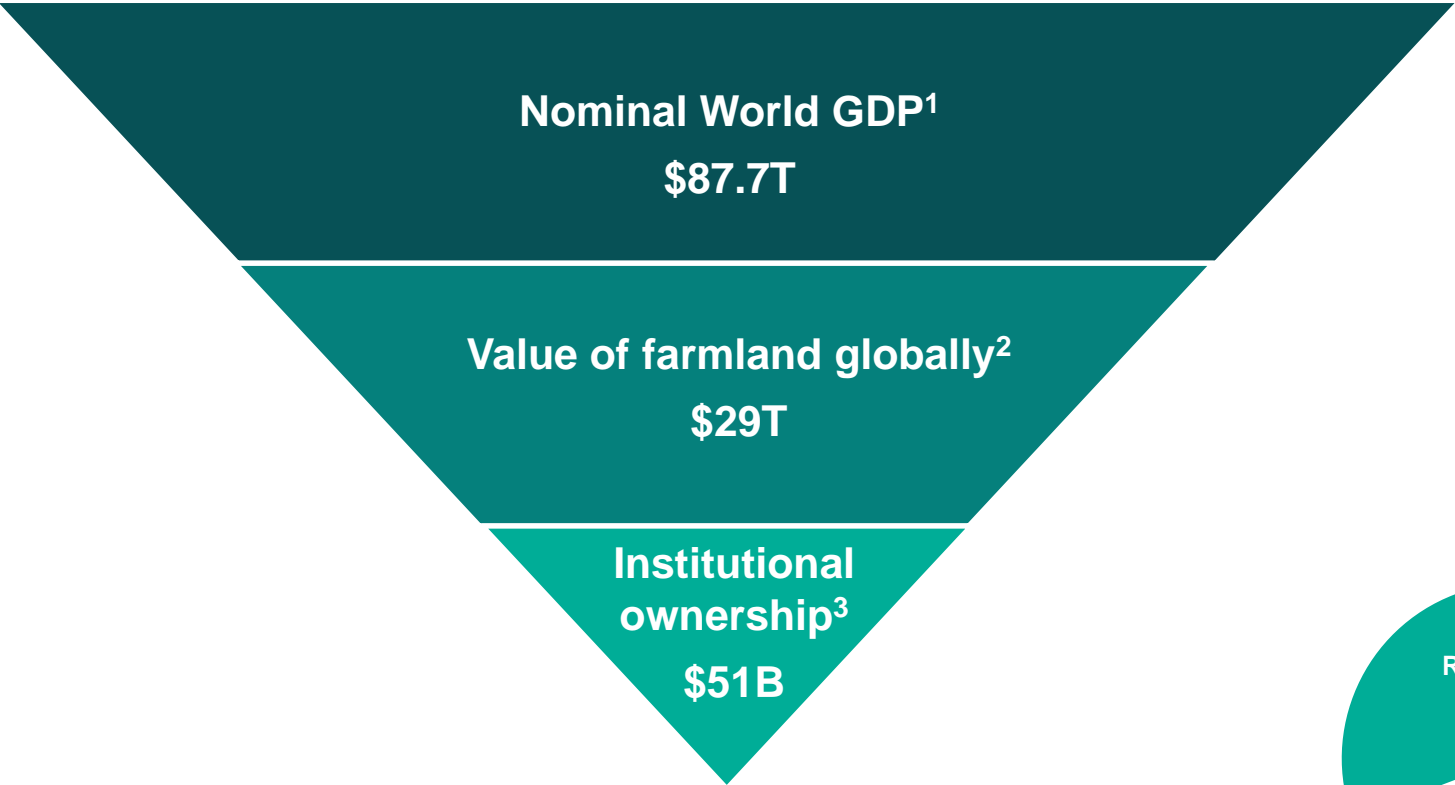 Nominal World GDP¹
$87.7T
Value of farmland globally²
$29T
Institutional
ownership³
$51B
R